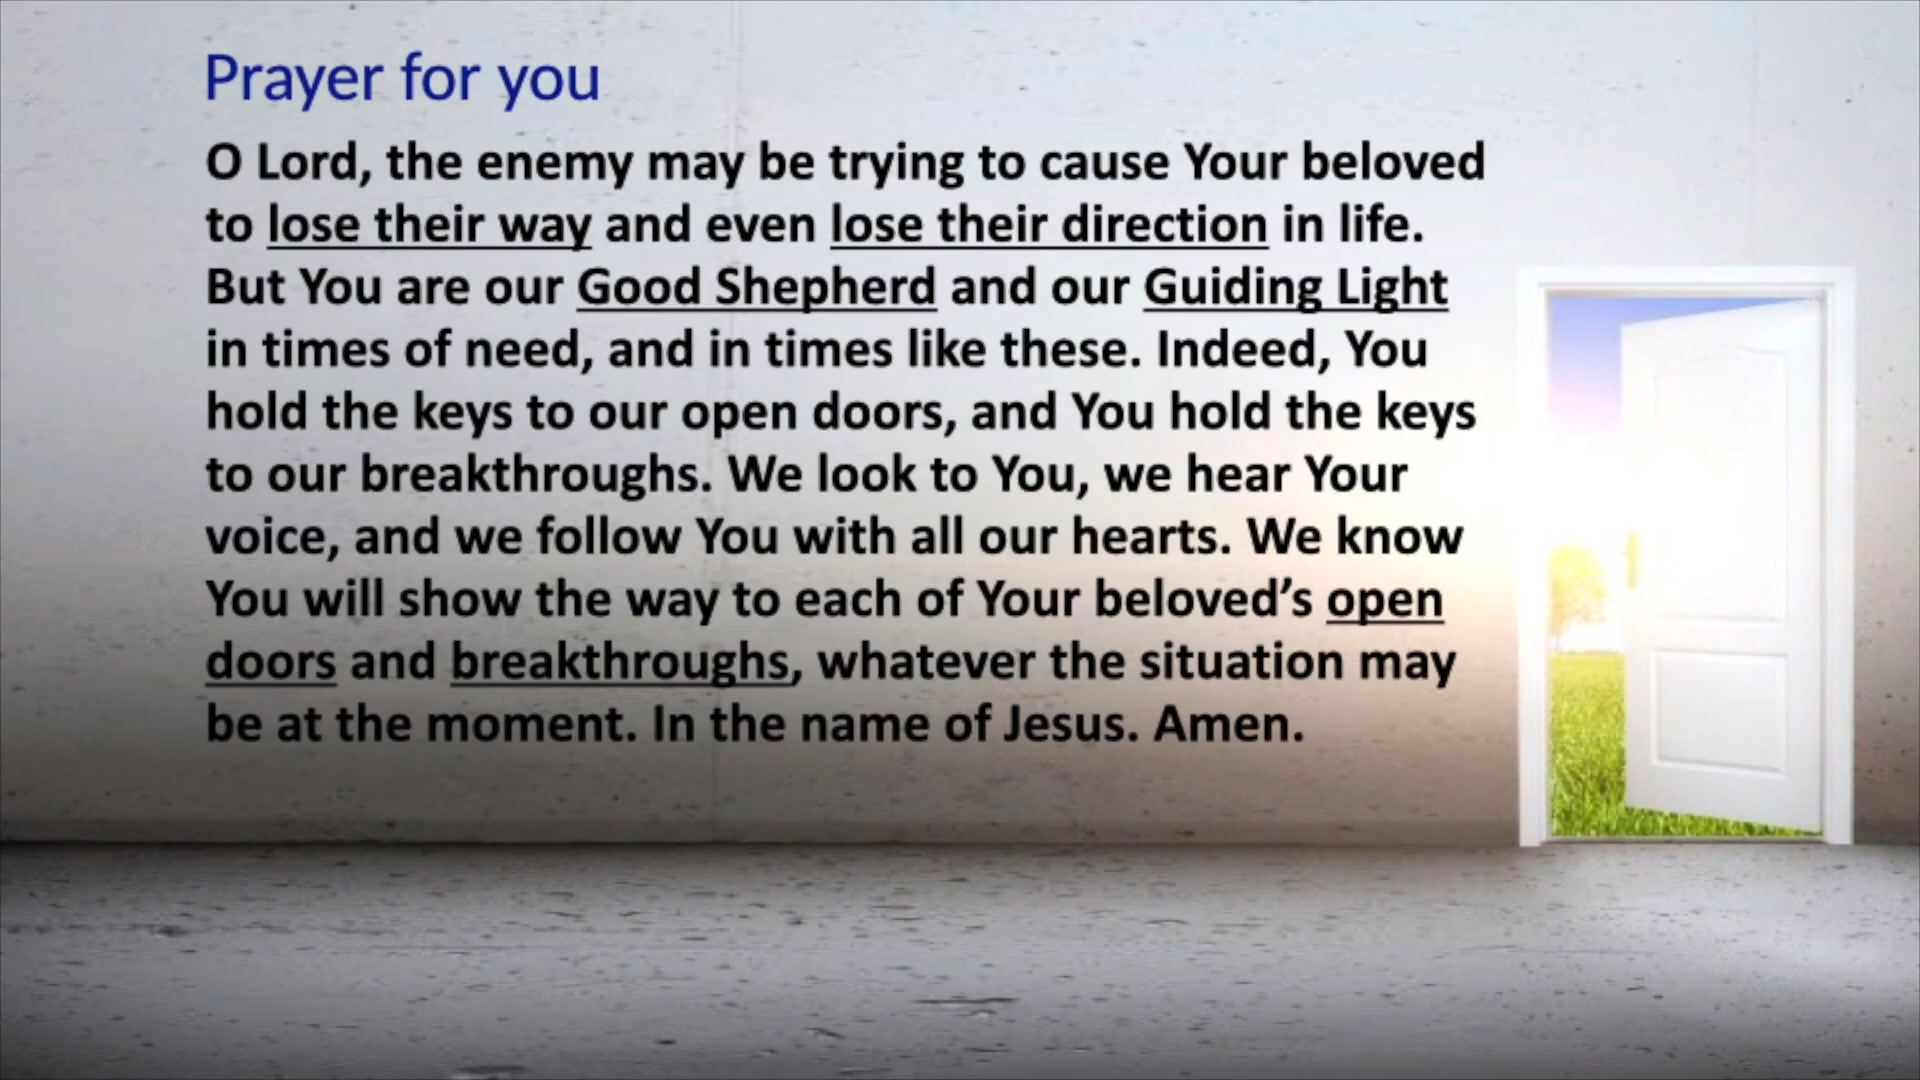 Prayer for you
O Lord, the enemy may be trying to cause Your beloved
to lose their way and even lose their direction in life.
But You are our Good Shepherd and our Guiding Light
in times of need, and in times like these. Indeed, You
hold the keys to our open doors, and You hold the keys
to our breakthroughs. We look to You, we hear Your
voice, and we follow You with all our hearts. We know
You will show the way to each of Your beloved’s open
doors and breakthroughs, whatever the situation may
be at the moment. In the name of Jesus. Amen.